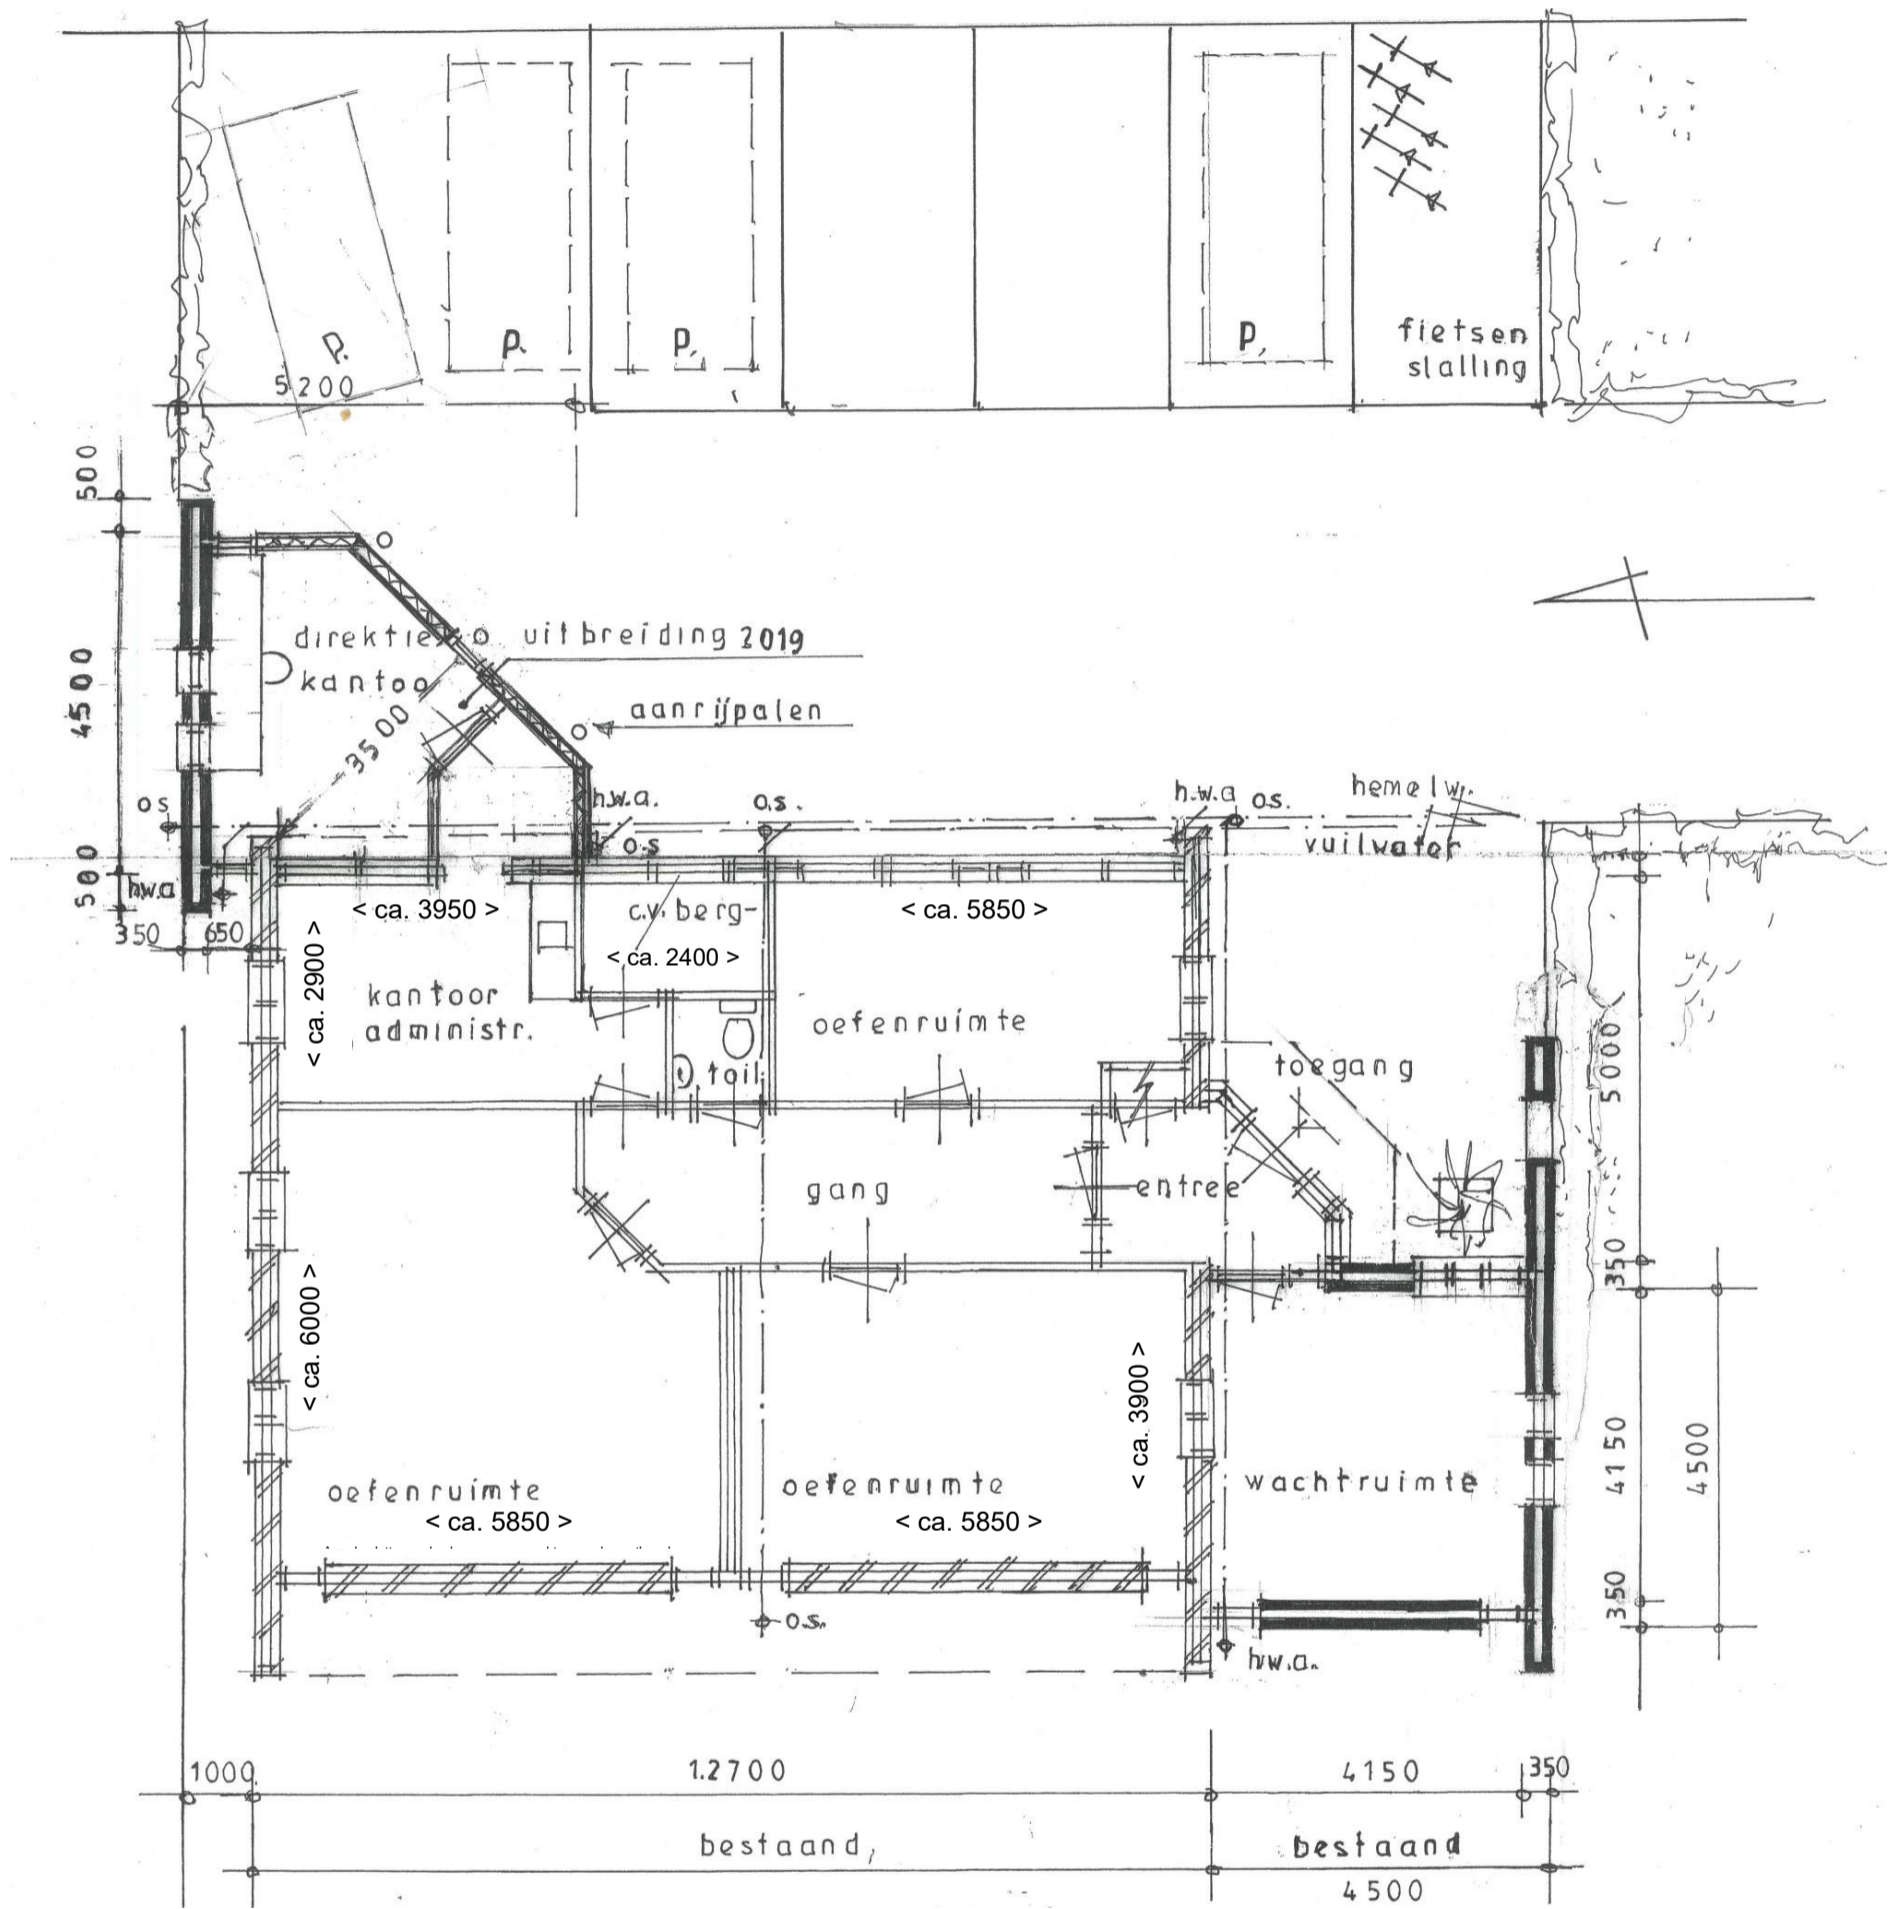 P.
P.
P.
P.
fietsen
slalling
5200
500
direktie
kantoo
uitbreiding 2019
4500
3500
aanrijpalen
os
h.w.a.
o.s.
h.w.a
o.s.
hemelw.
o.s
vuilwater
500
h.w.a
350
650
< ca. 3950 >
c.v. berg-
< ca. 5850 >
< ca. 2400 >
< ca. 2900 >
kantoor
administr.
oefenruimte
toil.
toegang
5000
gang
entree
350
< ca. 6000 >
< ca. 3900 >
4150
4500
oefenruimte
< ca. 5850 >
oefenruimte
< ca. 5850 >
wachtruimte
350
o.s.
h.w.a.
1000
1.2700
4150
350
bestaand,
bestaand
4500